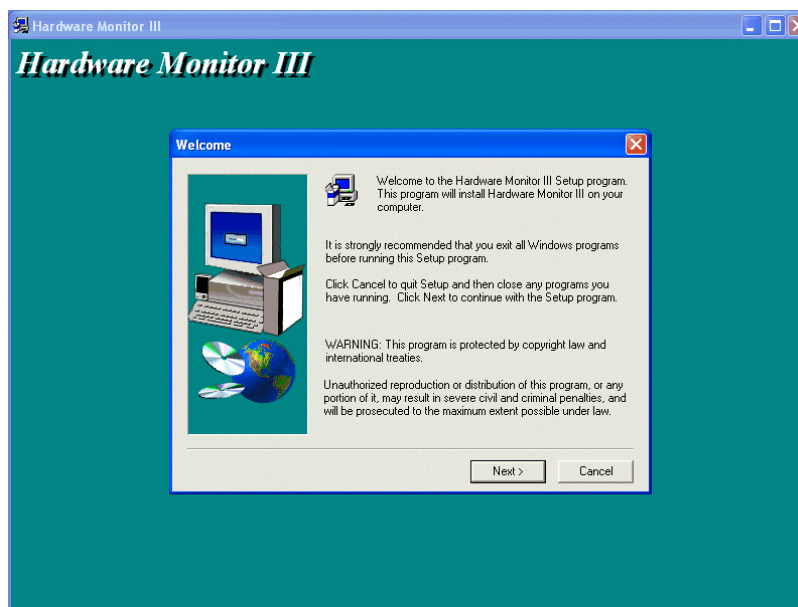 Hardware Monitor III
Hardware Monitor III
Welcome
Welcome to the Hardware Monitor III Setup program.
This program will install Hardware Monitor III on your
computer.
It is strongly recommended that you exit all Windows programs
before running this Setup program.
Click Cancel to quit Setup and then close any programs you
have running.  Click Next to continue with the Setup program.
WARNING: This program is protected by copyright law and
international treaties.
Unauthorized reproduction or distribution of this program, or any
portion of it, may result in severe civil and criminal penalties, and
will be prosecuted to the maximum extent possible under law.
Next >
Cancel